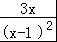 3x
(x-1)²